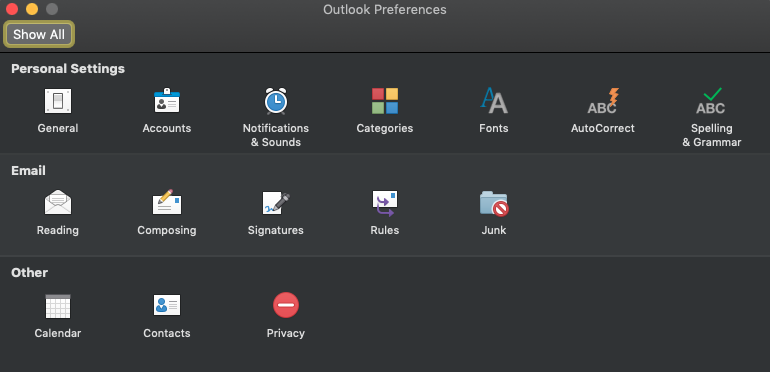 Outlook Preferences
Show All
Personal Settings
General
Accounts
Notifications
& Sounds
Categories
Fonts
ABC
AutoCorrect
ABC
Spelling
& Grammar
Email
Reading
Composing
Signatures
Rules
Junk
Other
Calendar
Contacts
Privacy